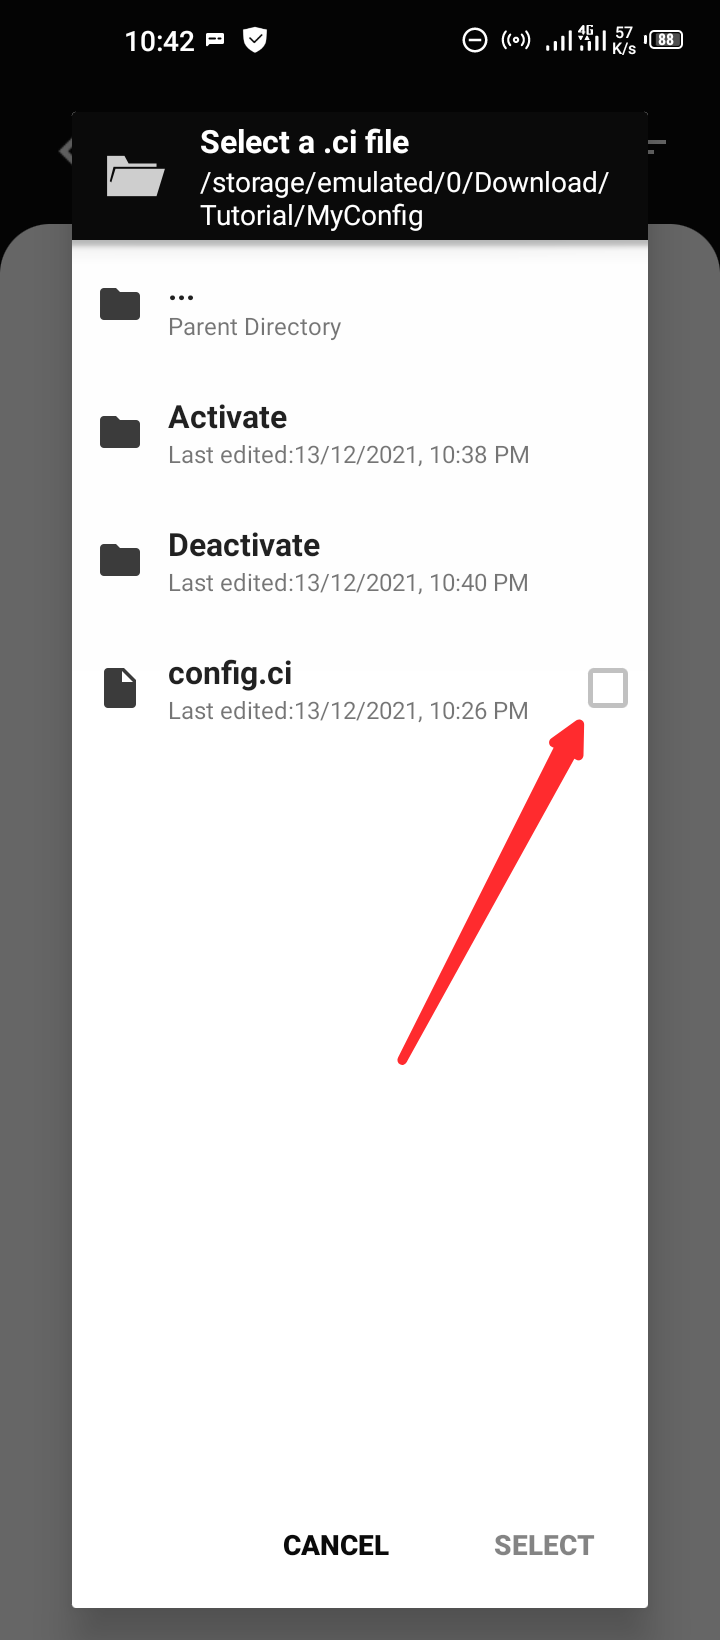 10:42
4G
57
K/s
88
Select a .ci file
/storage/emulated/0/Download/
Tutorial/MyConfig
...
Parent Directory
Activate
Last edited:13/12/2021, 10:38 PM
Deactivate
Last edited:13/12/2021, 10:40 PM
config.ci
Last edited:13/12/2021, 10:26 PM
CANCEL SELECT